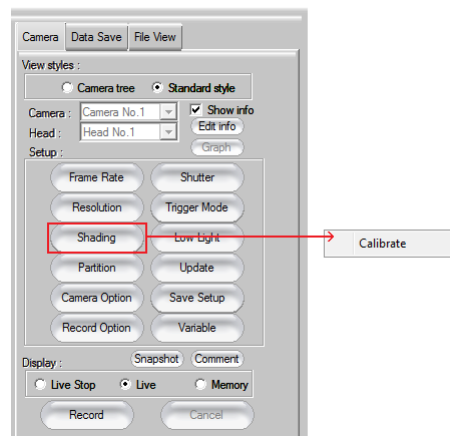 Camera Data Save File View
View styles :
Camera tree Standard style
Camera : Camera No.1 Show info
Head : Head No.1 Edit info
Setup : Graph
Frame Rate Shutter
Resolution Trigger Mode
Shading Low Light
Calibrate
Partition Update
Camera Option Save Setup
Record Option Variable
Display : Snapshot Comment
Live Stop Live Memory
Record Cancel